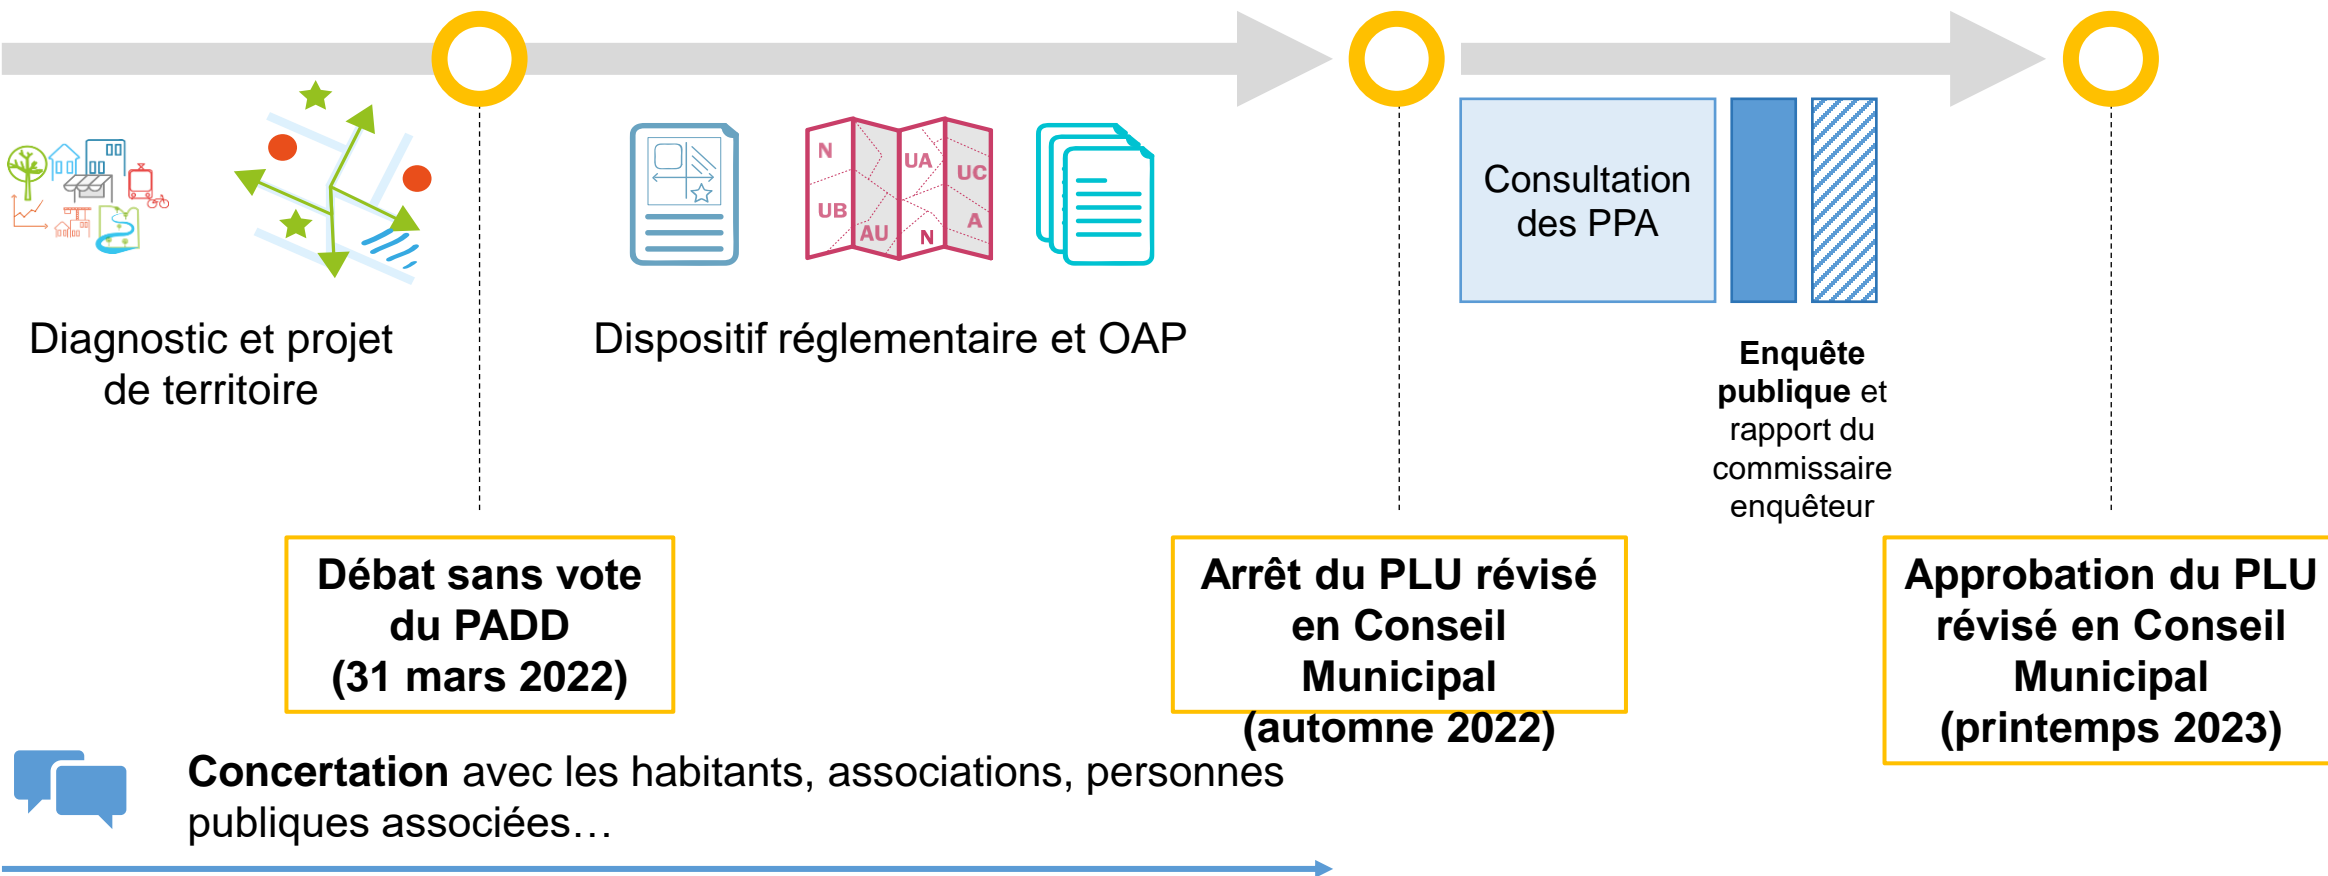 N
UB
AU
UA
N
UC
A
Consultation
des PPA
Diagnostic et projet
de territoire
Dispositif réglementaire et OAP
Enquête
publique et
rapport du
commissaire
enquêteur
Débat sans vote
du PADD
(31 mars 2022)
Arrêt du PLU révisé
en Conseil
Municipal
(automne 2022)
Approbation du PLU
révisé en Conseil
Municipal
(printemps 2023)
Concertation avec les habitants, associations, personnes
publiques associées…